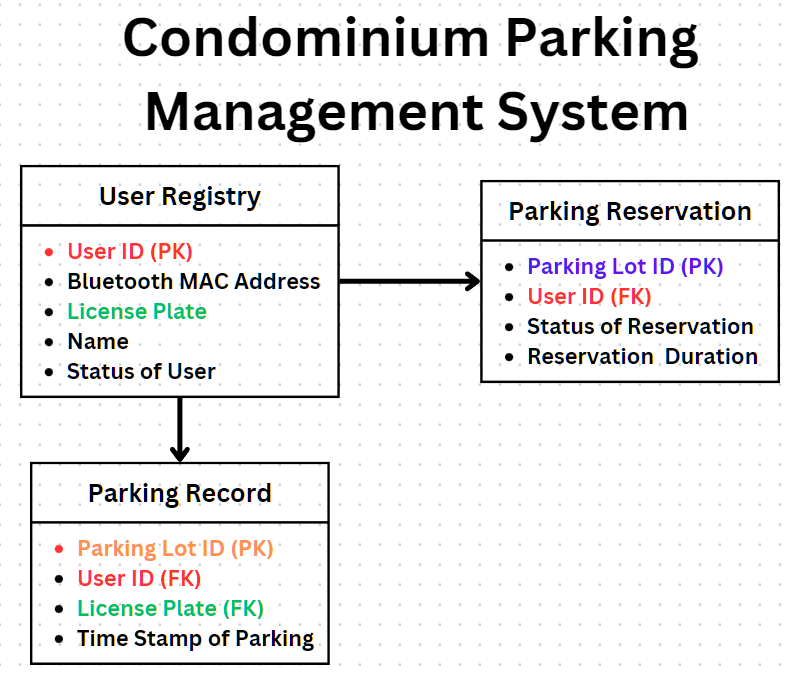 Condominium Parking
Management System
User Registry
User ID (PK)
Bluetooth MAC Address
License Plate
Name
Status of User
Parking Reservation
Parking Lot ID (PK)
User ID (FK)
Status of Reservation
Reservation Duration
Parking Record
Parking Lot ID (PK)
User ID (FK)
License Plate (FK)
Time Stamp of Parking